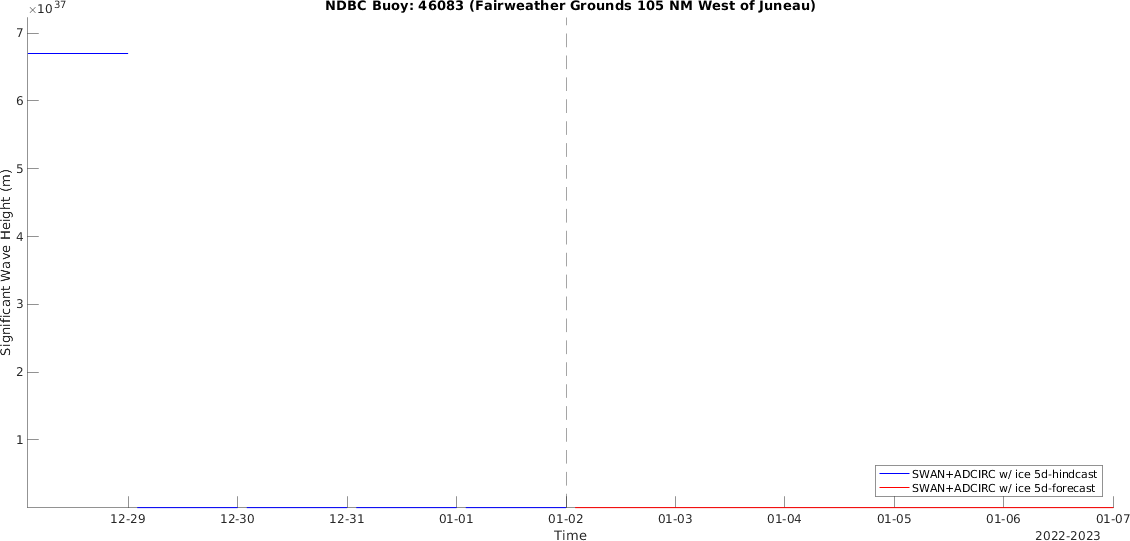 NDBC Buoy: 46083 (Fairweather Grounds 105 NM West of Juneau)
×10^37
7
6
5
4
3
2
1
Significant Wave Height (m)
SWAN+ADCIRC w/ ice 5d-hindcast
SWAN+ADCIRC w/ ice 5d-forecast
12-29 12-30 12-31 01-01 01-02 01-03 01-04 01-05 01-06 01-07
Time
2022-2023